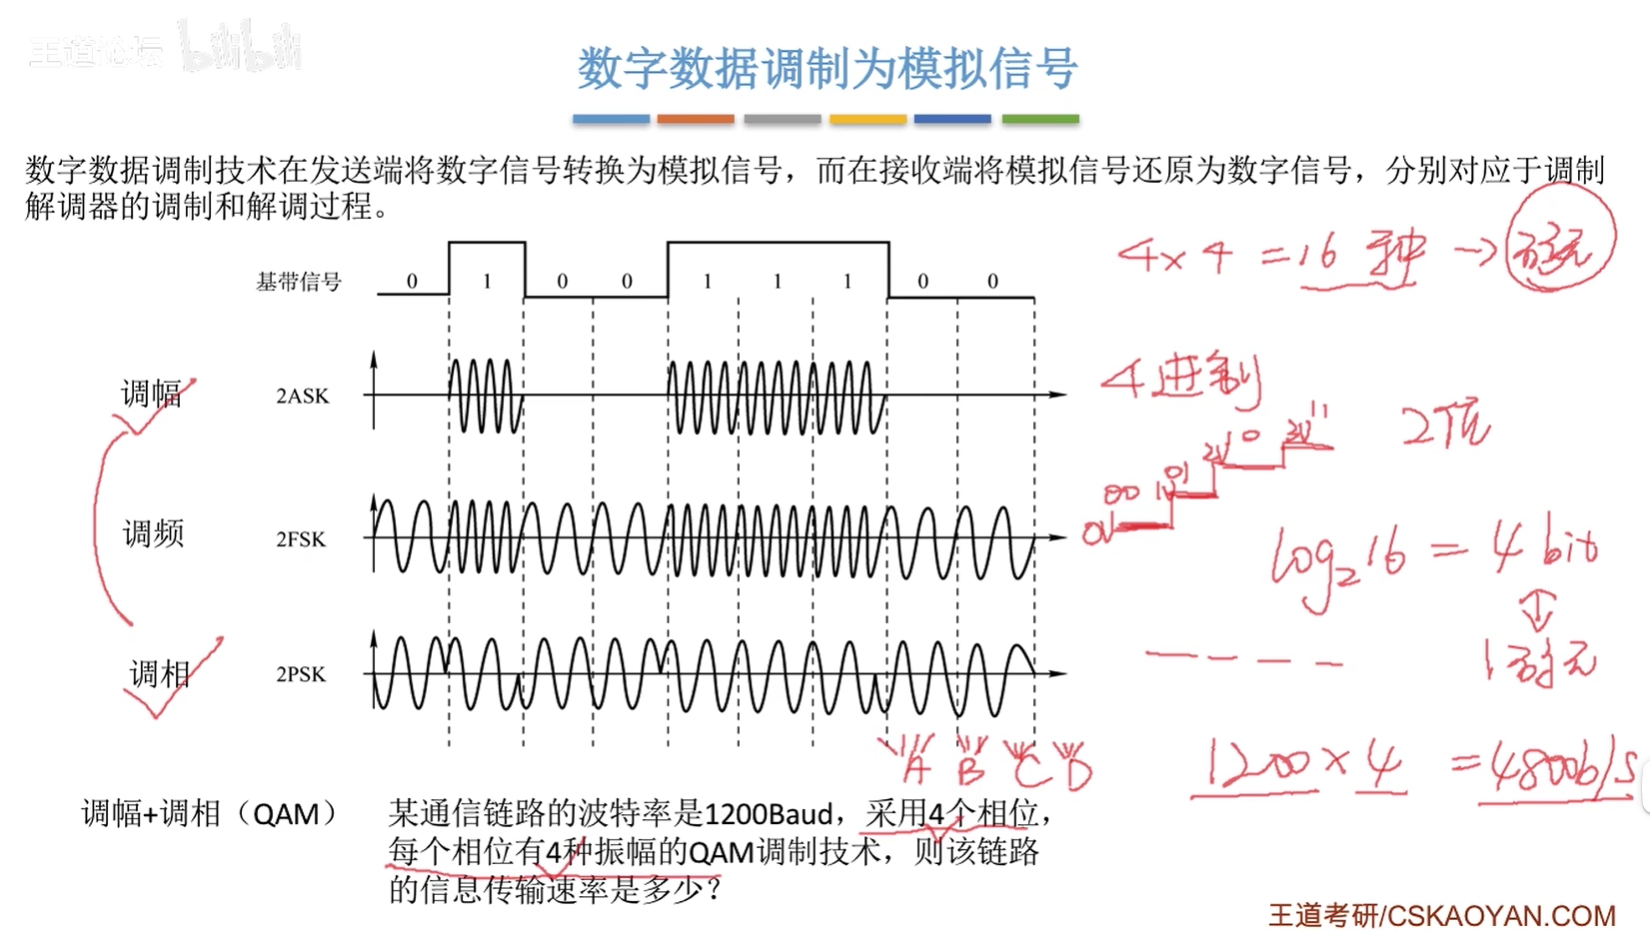 王道论坛 bilibili
数字数据调制为模拟信号
数字数据调制技术在发送端将数字信号转换为模拟信号，而在接收端将模拟信号还原为数字信号，分别对应于调制
解调器的调制和解调过程。
4×4=16种→码元
基带信号 0 1 0 0 1 1 1 0 0
调幅 2ASK
4进制
2位
0V 00 1V 01 2V 10 3V 11
调频 2FSK
log₂16 = 4bit
↕
1码元
调相 2PSK
A B C D
1200×4 =4800b/s
调幅+调相（QAM）
某通信链路的波特率是1200Baud，采用4个相位，
每个相位有4种振幅的QAM调制技术，则该链路
的信息传输速率是多少？
王道考研/CSKAOYAN.COM